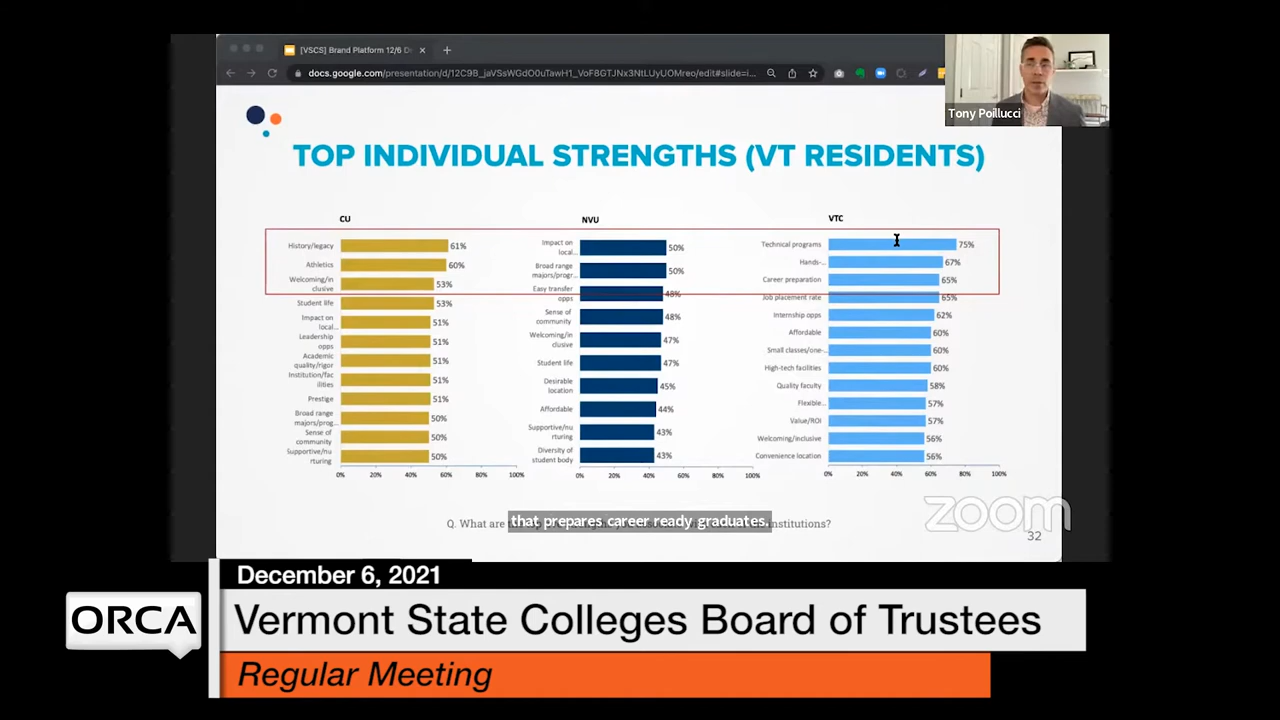 [VSCS] Brand Platform 12/6 D
docs.google.com/presentation/d/
Tony Poillucci
TOP INDIVIDUAL STRENGTHS (VT RESIDENTS)
CU
History/legacy 61%
Athletics 60%
Welcoming/in
clusive 53%
Student life 53%
Impact on
local... 51%
Leadership
opps 51%
Academic
quality/rigor 51%
Institution/fac
ilities 51%
Prestige 51%
Broad range
majors/prog... 50%
Sense of
community 50%
Supportive/nu
rturing 50%
0% 20% 40% 60% 80% 100%
NVU
Impact on
local... 50%
Broad range
majors/progr... 50%
Easy transfer
opps 48%
Sense of
community 48%
Welcoming/in
clusive 47%
Student life 47%
Desirable
location 45%
Affordable 44%
Supportive/nu
rturing 43%
Diversity of
student body 43%
0% 20% 40% 60% 80% 100%
VTC
Technical programs 75%
Hands-... 67%
Career preparation 65%
Job placement rate 65%
Internship opps 62%
Affordable 60%
Small classes/one-... 60%
High-tech facilities 60%
Quality faculty 58%
Flexible... 57%
Value/ROI 57%
Welcoming/inclusive 56%
Convenience location 56%
0% 20% 40% 60% 80% 100%
Q. What are institutions?
that prepares career ready graduates.
zoom
32
December 6, 2021
ORCA
Vermont State Colleges Board of Trustees
Regular Meeting